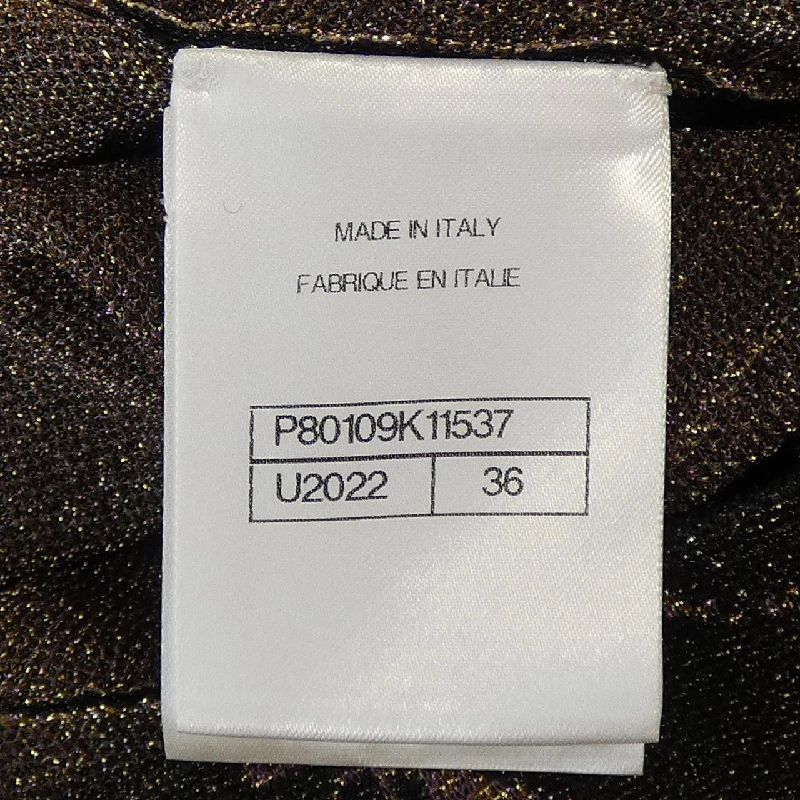 MADE IN ITALY
FABRIQUE EN ITALIE
P80109K11537
U2022 36